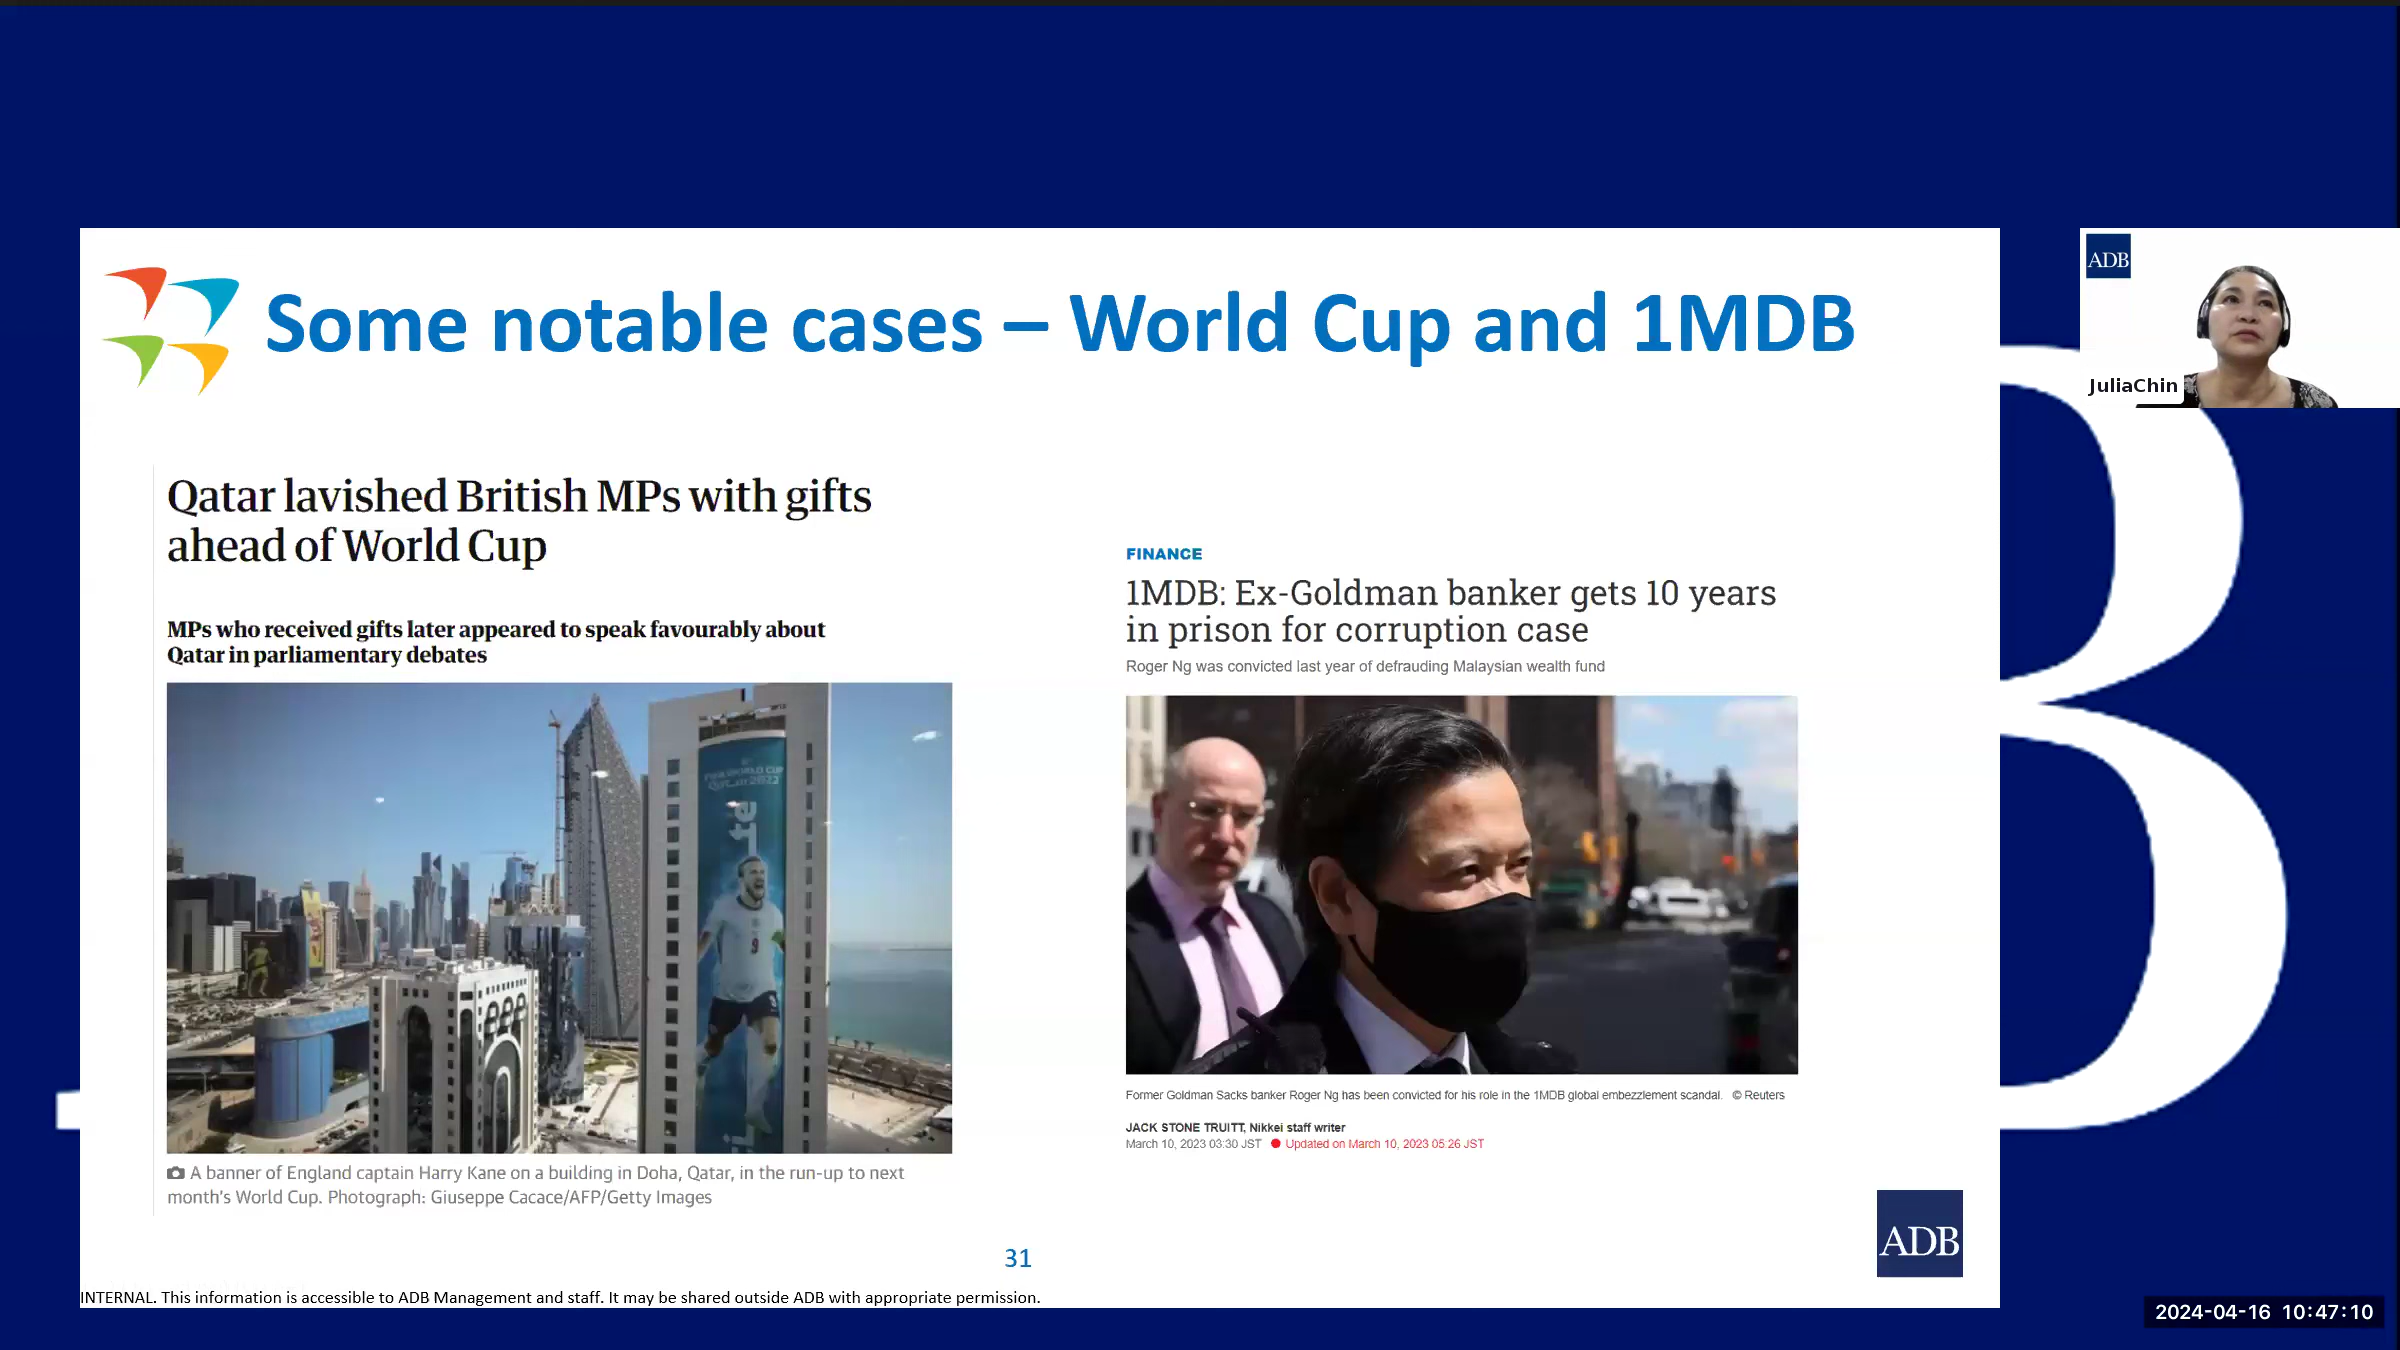 Some notable cases – World Cup and 1MDB
ADB
JuliaChin
Qatar lavished British MPs with gifts
ahead of World Cup
MPs who received gifts later appeared to speak favourably about
Qatar in parliamentary debates
FIFA WORLD CUP
Qatar2022
te
9
A banner of England captain Harry Kane on a building in Doha, Qatar, in the run-up to next
month's World Cup. Photograph: Giuseppe Cacace/AFP/Getty Images
FINANCE
1MDB: Ex-Goldman banker gets 10 years
in prison for corruption case
Roger Ng was convicted last year of defrauding Malaysian wealth fund
Former Goldman Sacks banker Roger Ng has been convicted for his role in the 1MDB global embezzlement scandal. © Reuters
JACK STONE TRUITT, Nikkei staff writer
March 10, 2023 03:30 JST Updated on March 10, 2023 05:26 JST
31
ADB
INTERNAL. This information is accessible to ADB Management and staff. It may be shared outside ADB with appropriate permission.
B
2024-04-16 10:47:10